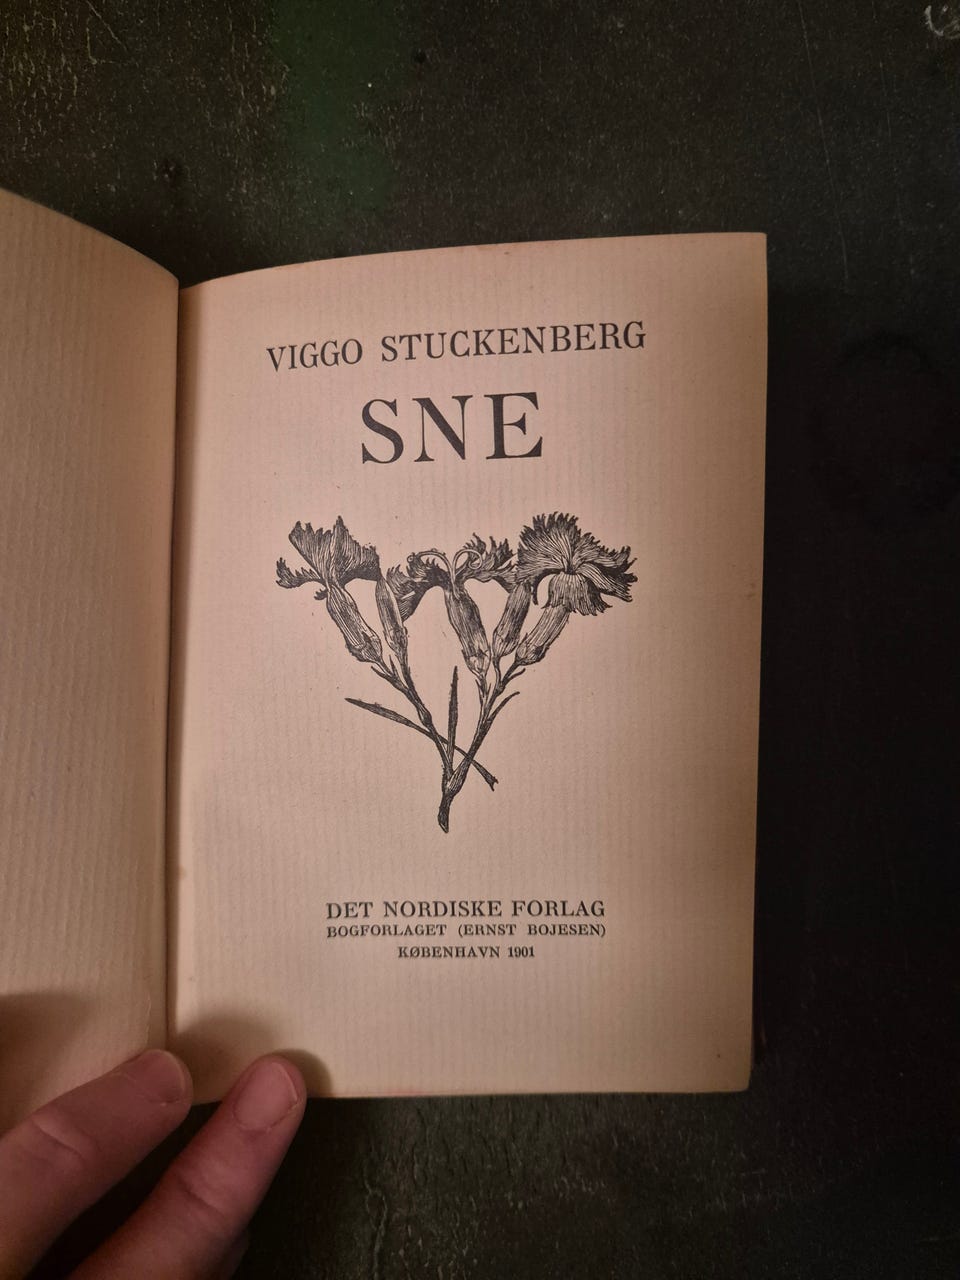 VIGGO STUCKENBERG
SNE
DET NORDISKE FORLAG
BOGFORLAGET (ERNST BOJESEN)
KØBENHAVN 1901